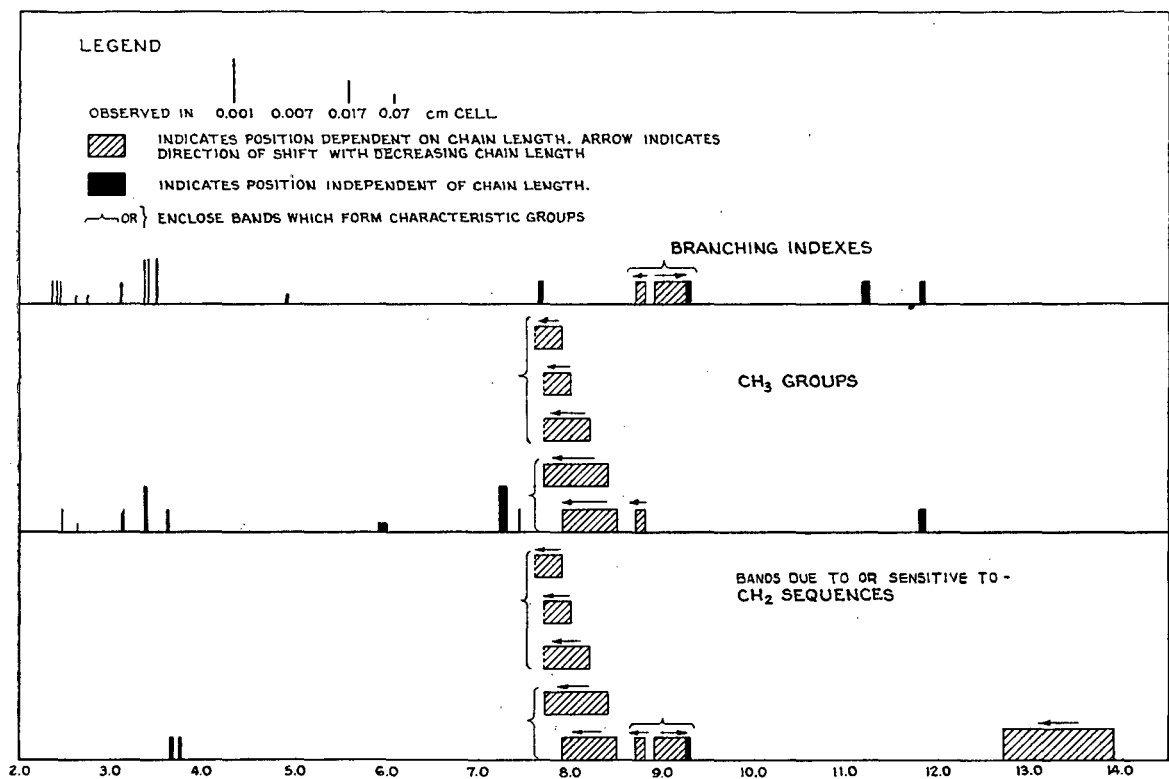 LEGEND
OBSERVED IN 0.001 0.007 0.017 0.07 cm CELL
INDICATES POSITION DEPENDENT ON CHAIN LENGTH. ARROW INDICATES
DIRECTION OF SHIFT WITH DECREASING CHAIN LENGTH
INDICATES POSITION INDEPENDENT OF CHAIN LENGTH.
OR } ENCLOSE BANDS WHICH FORM CHARACTERISTIC GROUPS
BRANCHING INDEXES
CH₃ GROUPS
BANDS DUE TO OR SENSITIVE TO -
CH₂ SEQUENCES
2.0 3.0 4.0 5.0 6.0 7.0 8.0 9.0 10.0 11.0 12.0 13.0 14.0